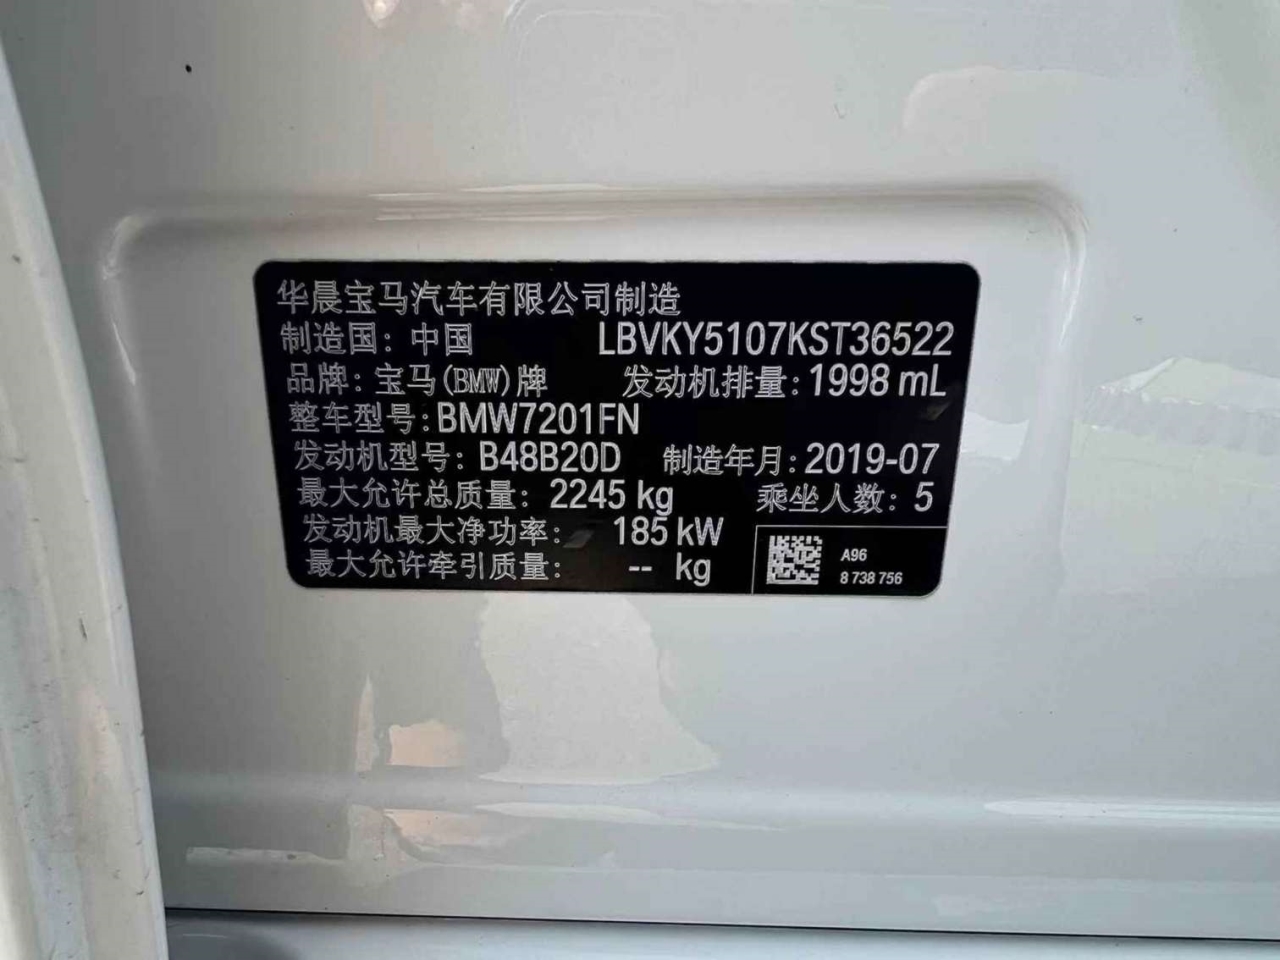 华晨宝马汽车有限公司制造
制造国: 中国 LBVKY5107KST36522
品牌: 宝马(BMW)牌 发动机排量: 1998 mL
整车型号: BMW7201FN
发动机型号: B48B20D 制造年月: 2019-07
最大允许总质量: 2245 kg 乘坐人数: 5
发动机最大净功率: 185 kW
最大允许牵引质量: -- kg
A96
8 738 756